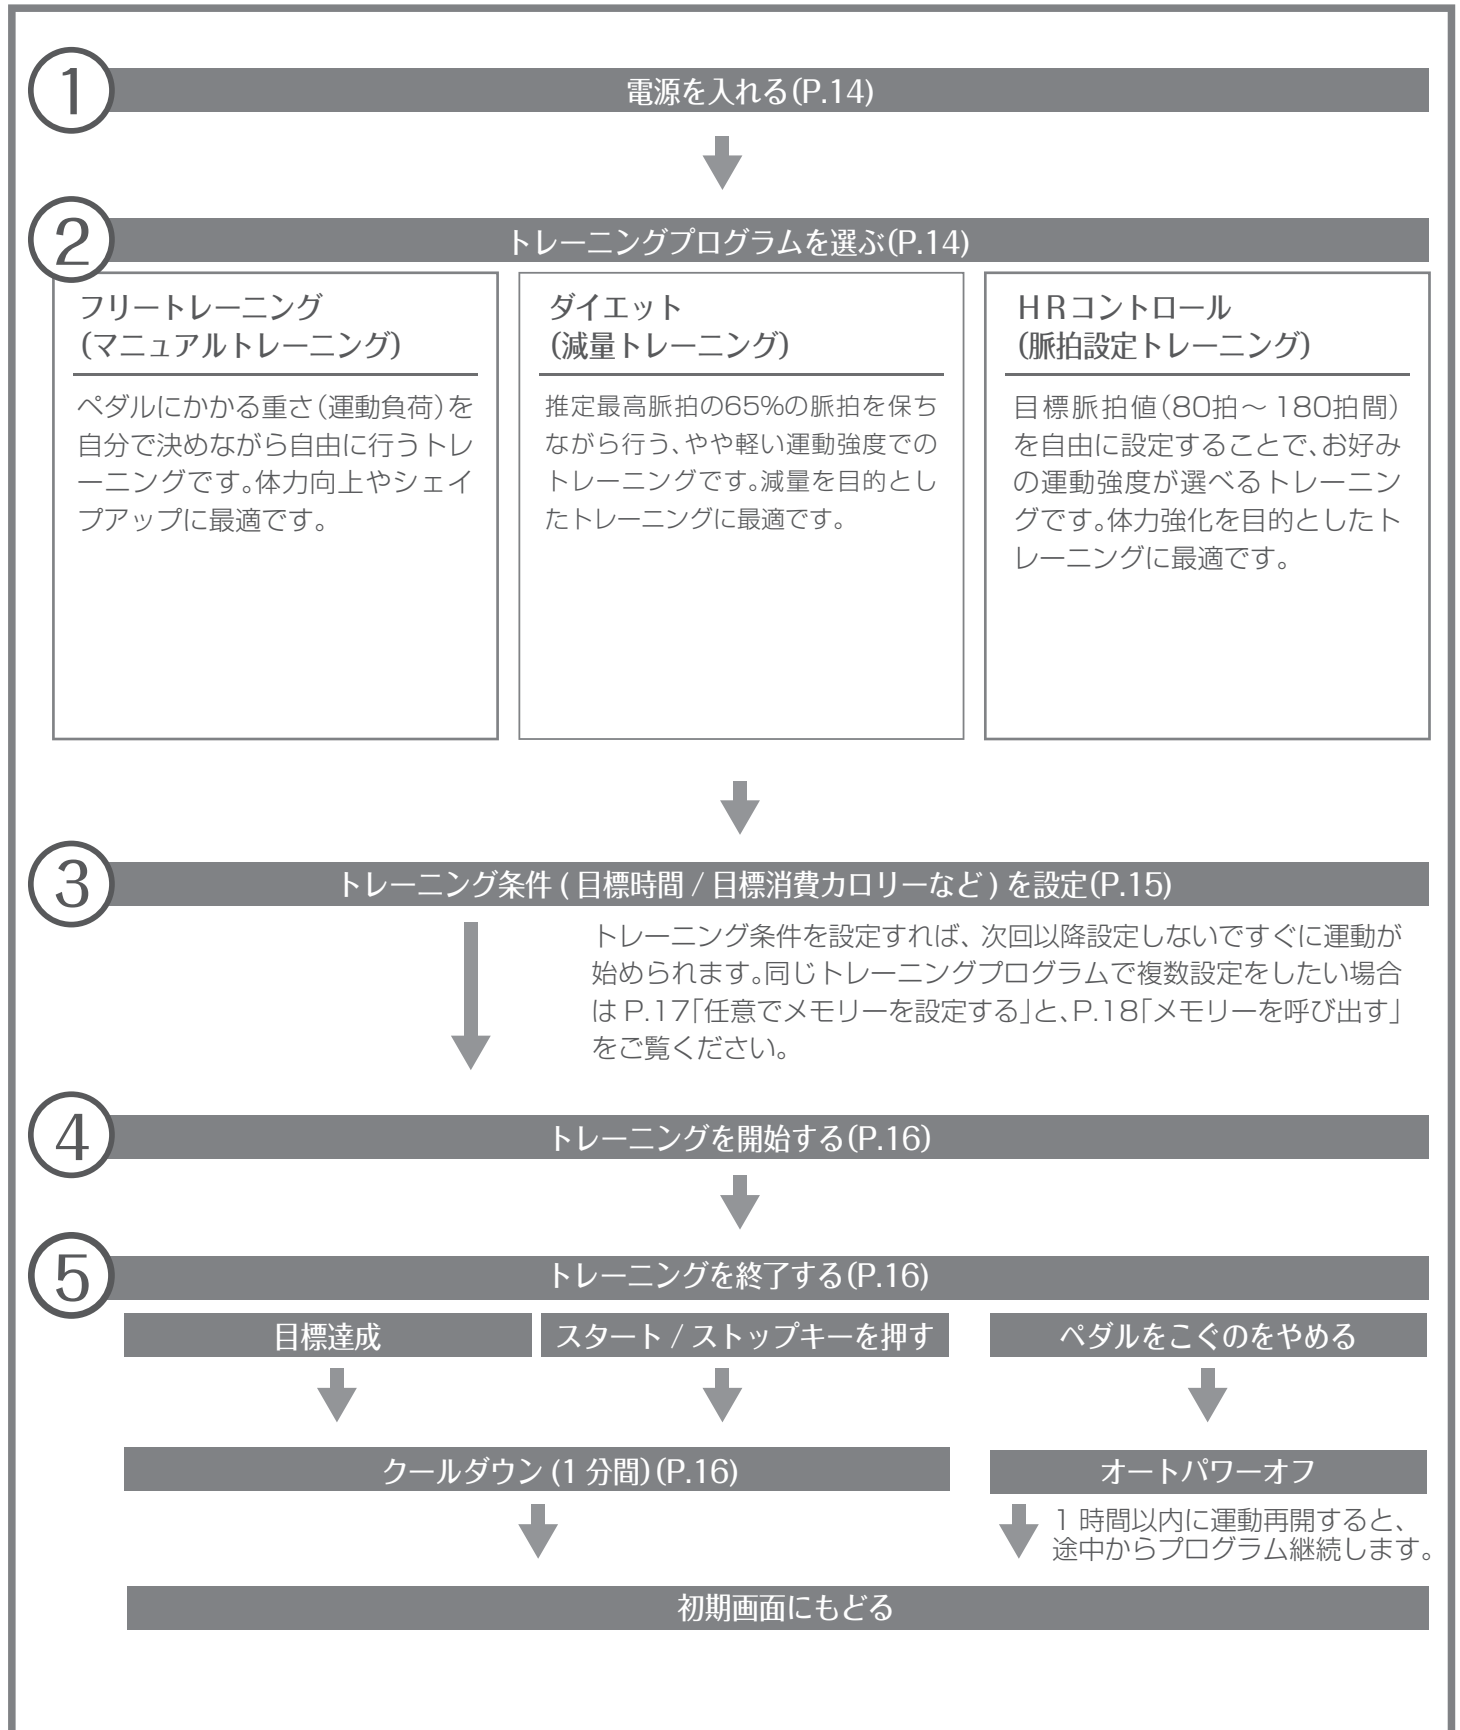 1
電源を入れる(P.14)
2
トレーニングプログラムを選ぶ(P.14)
フリートレーニング
(マニュアルトレーニング)
ペダルにかかる重さ(運動負荷)を
自分で決めながら自由に行うトレ
ーニングです。体力向上やシェイ
プアップに最適です。
ダイエット
(減量トレーニング)
推定最高脈拍の65%の脈拍を保ち
ながら行う、やや軽い運動強度での
トレーニングです。減量を目的とし
たトレーニングに最適です。
HRコントロール
(脈拍設定トレーニング)
目標脈拍値(80拍～180拍間)
を自由に設定することで、お好み
の運動強度が選べるトレーニン
グです。体力強化を目的としたト
レーニングに最適です。
3
トレーニング条件 ( 目標時間 / 目標消費カロリーなど ) を設定(P.15)
トレーニング条件を設定すれば、次回以降設定しないですぐに運動が
始められます。同じトレーニングプログラムで複数設定をしたい場合
は P.17「任意でメモリーを設定する」と、P.18「メモリーを呼び出す」
をご覧ください。
4
トレーニングを開始する(P.16)
5
トレーニングを終了する(P.16)
目標達成
スタート / ストップキーを押す
ペダルをこぐのをやめる
クールダウン (1 分間)(P.16)
オートパワーオフ
1 時間以内に運動再開すると、
途中からプログラム継続します。
初期画面にもどる